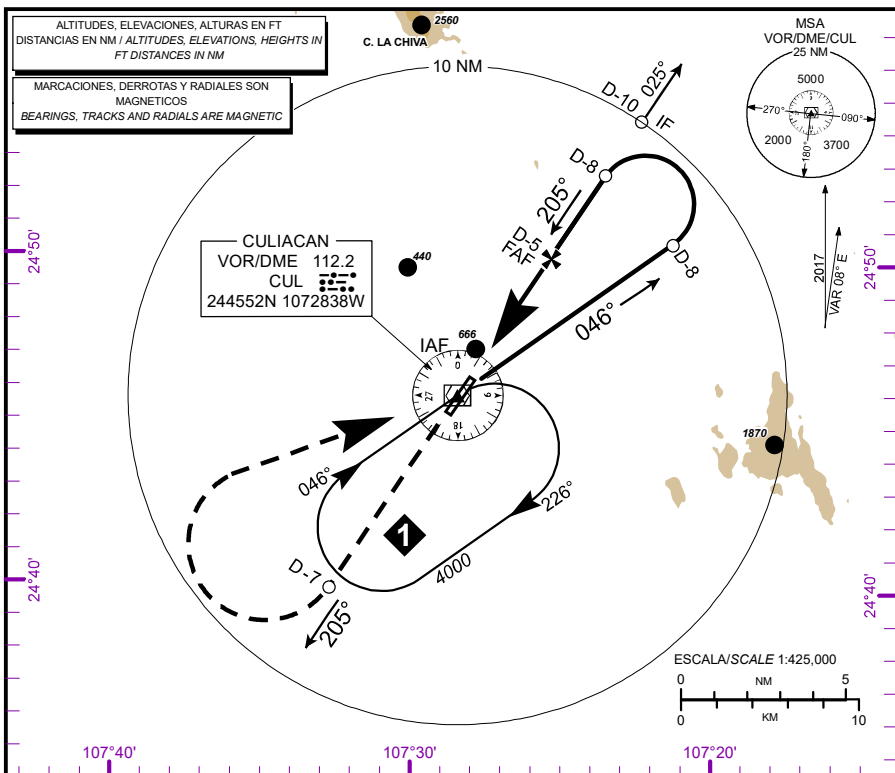 ALTITUDES, ELEVACIONES, ALTURAS EN FT
DISTANCIAS EN NM / ALTITUDES, ELEVATIONS, HEIGHTS IN
FT DISTANCES IN NM
MARCACIONES, DERROTAS Y RADIALES SON
MAGNETICOS
BEARINGS, TRACKS AND RADIALS ARE MAGNETIC
2560
C. LA CHIVA
10 NM
MSA
VOR/DME/CUL
25 NM
5000
270°
090°
2000
3700
180°
025°
D-10
IF
D-8
205°
D-5
FAF
D-8
046°
2017
VAR 08° E
24°50'
24°50'
CULIACAN
VOR/DME 112.2
CUL
244552N 1072838W
440
666
IAF
0
9
18
27
1870
046°
226°
1
4000
D-7
205°
24°40'
24°40'
ESCALA/SCALE 1:425,000
0 NM 5
0 KM 10
107°40'
107°30'
107°20'